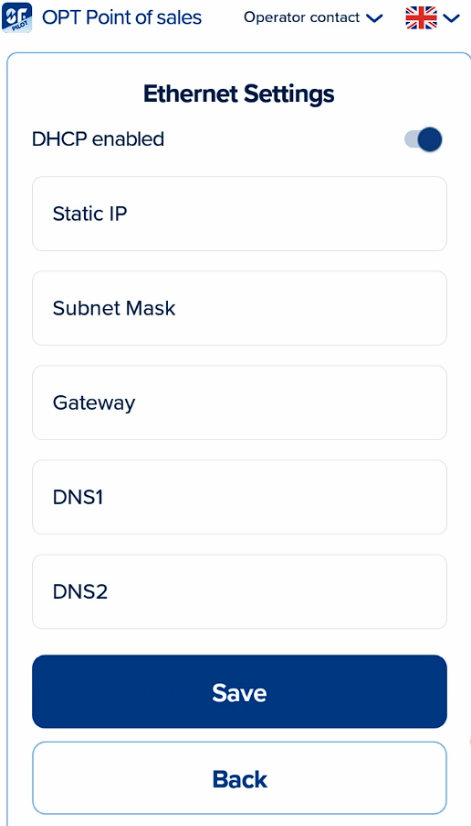 OPT Point of sales
Operator contact
Ethernet Settings
DHCP enabled
Static IP
Subnet Mask
Gateway
DNS1
DNS2
Save
Back